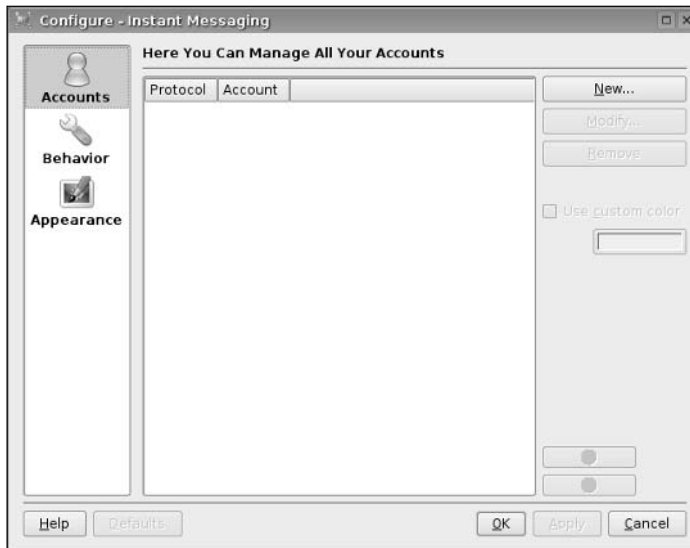 Configure - Instant Messaging
Accounts
Behavior
Appearance
Here You Can Manage All Your Accounts
Protocol Account
New...
Modify...
Remove
Use custom color
Help Defaults OK Apply Cancel